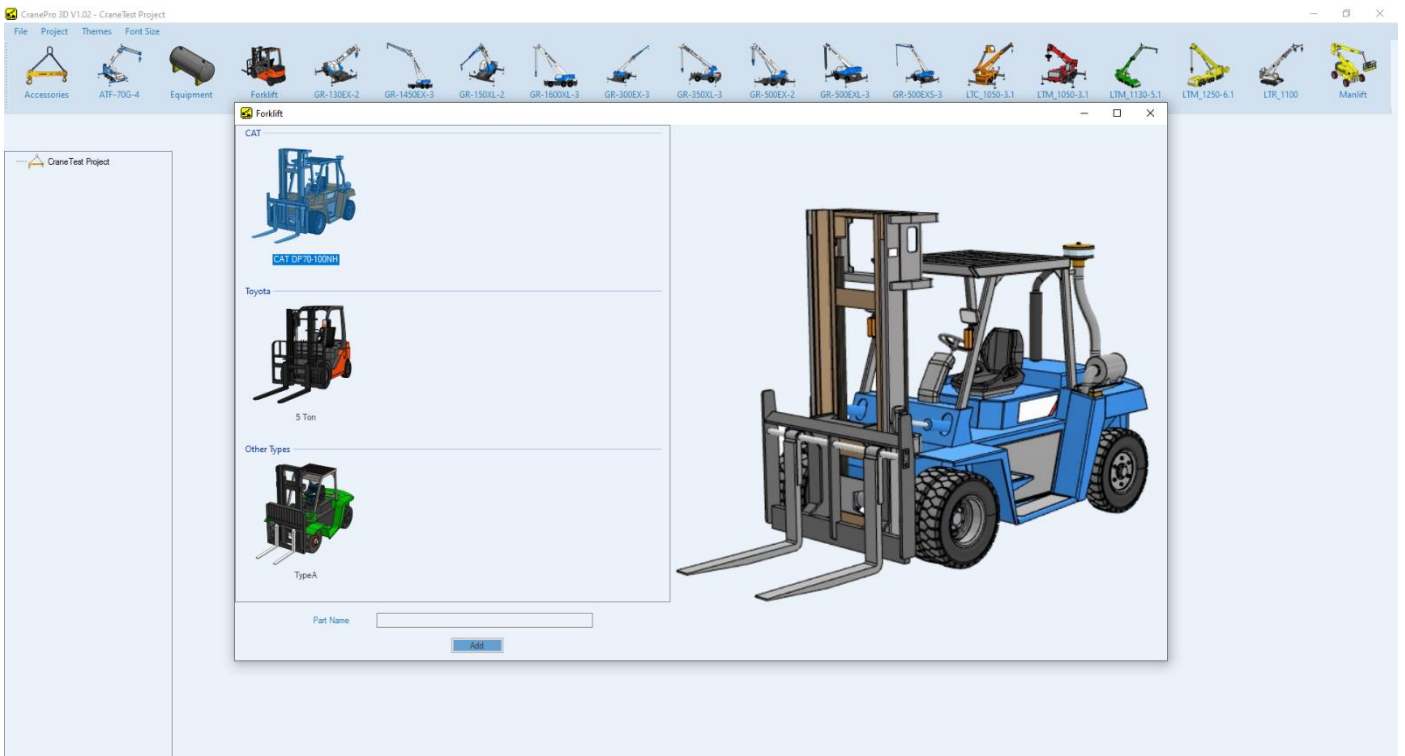 CranePro 3D V1.02 - CraneTest Project
File Project Themes Font Size
Accessories ATF-70G-4 Equipment Forklift GR-130EX-2 GR-1450EX-3 GR-150XL-2 GR-1600XL-3 GR-300EX-3 GR-350XL-3 GR-500EX-2 GR-500EXL-3 GR-500EXS-3 LTC_1050-3.1 LTM_1050-3.1 LTM_1130-5.1 LTM_1250-6.1 LTR_1100 Manlift
Forklift
CAT
CraneTest Project
CAT DP70-100NH
Toyota
5 Ton
Other Types
TypeA
Part Name
Add